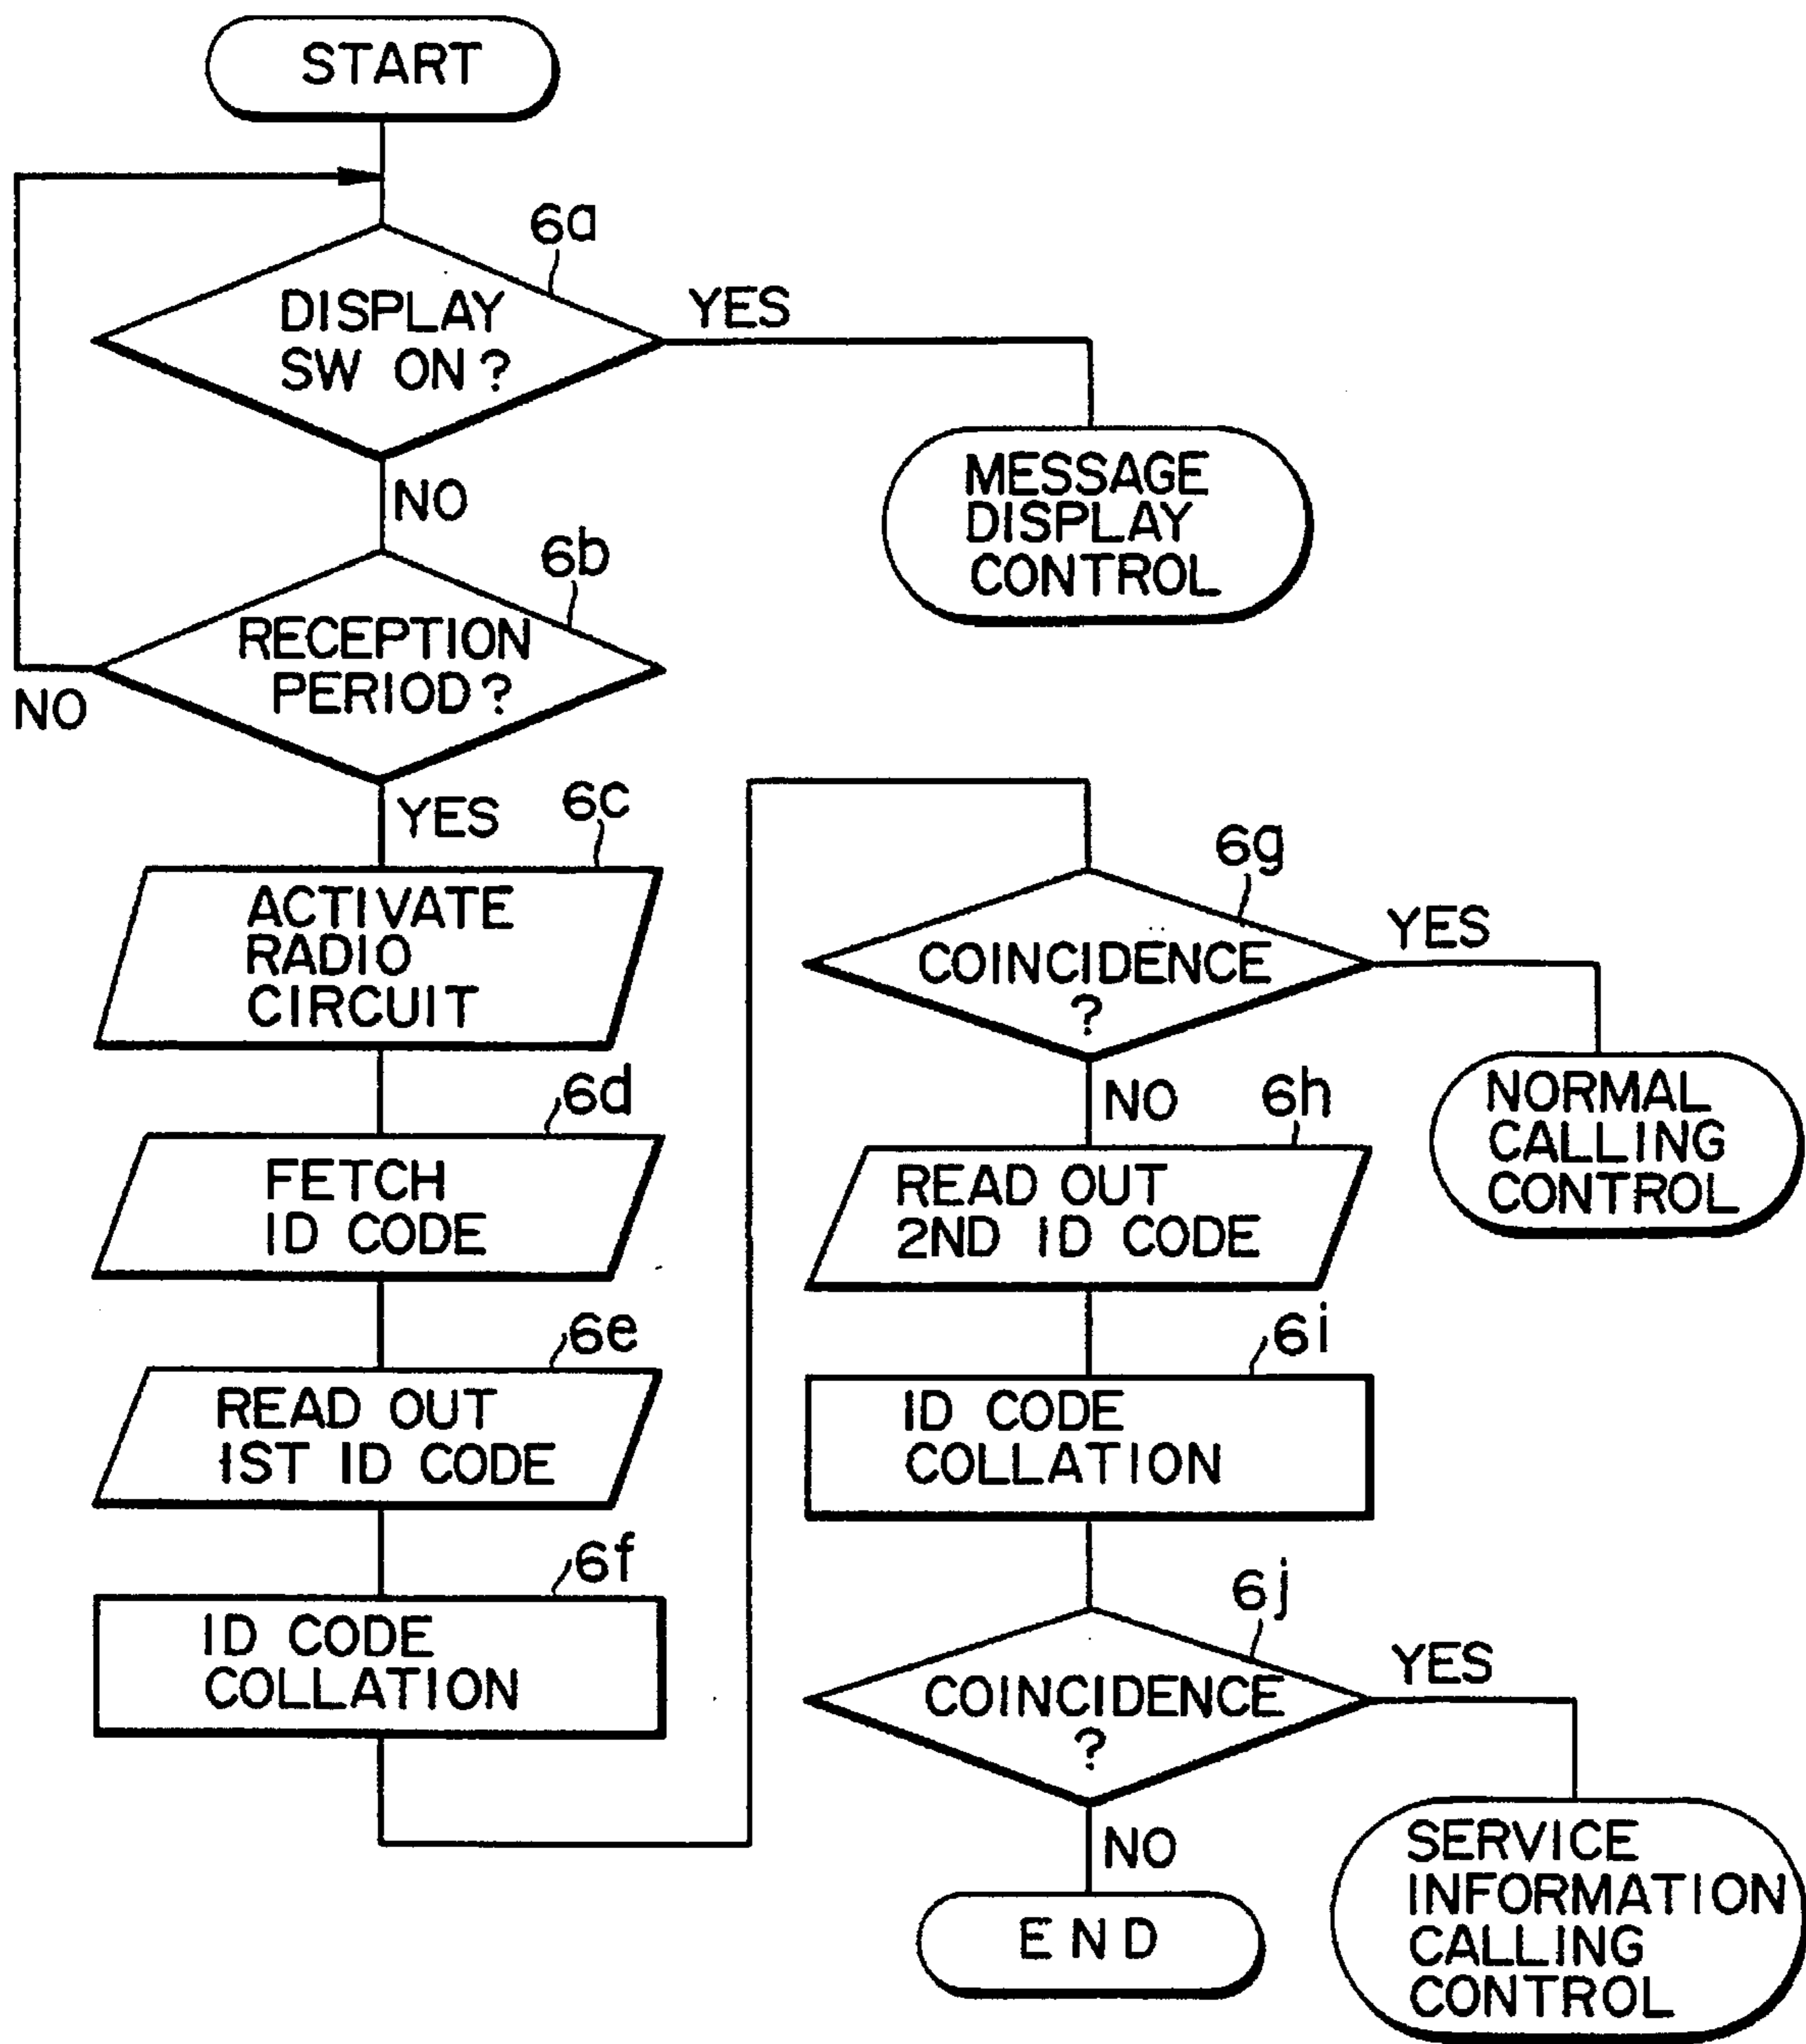 START
6a
DISPLAY
SW ON?
YES
MESSAGE
DISPLAY
CONTROL
NO
6b
RECEPTION
PERIOD?
NO
YES
6c
ACTIVATE
RADIO
CIRCUIT
6d
FETCH
ID CODE
6e
READ OUT
1ST ID CODE
6f
ID CODE
COLLATION
6g
COINCIDENCE
?
YES
NORMAL
CALLING
CONTROL
NO
6h
READ OUT
2ND ID CODE
6i
ID CODE
COLLATION
6j
COINCIDENCE
?
YES
SERVICE
INFORMATION
CALLING
CONTROL
NO
END